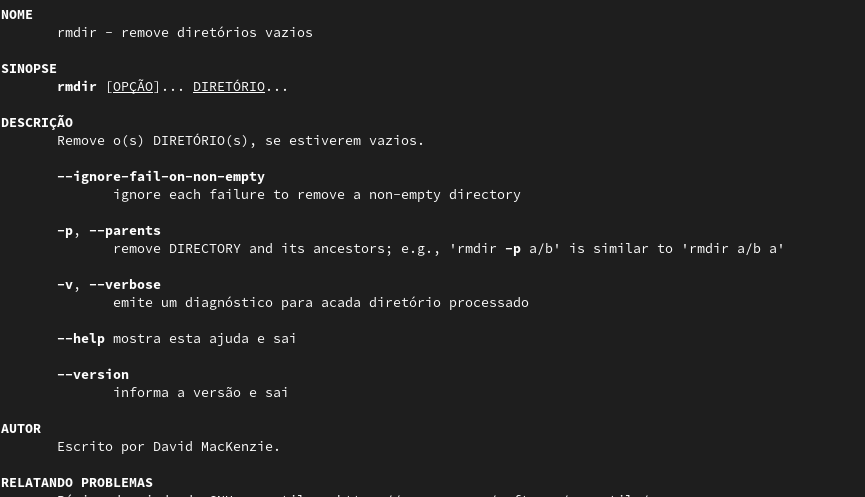 NOME
rmdir - remove diretórios vazios
SINOPSE
rmdir [OPÇÃO]... DIRETÓRIO...
DESCRIÇÃO
Remove o(s) DIRETÓRIO(s), se estiverem vazios.
--ignore-fail-on-non-empty
ignore each failure to remove a non-empty directory
-p, --parents
remove DIRECTORY and its ancestors; e.g., 'rmdir -p a/b' is similar to 'rmdir a/b a'
-v, --verbose
emite um diagnóstico para acada diretório processado
--help mostra esta ajuda e sai
--version
informa a versão e sai
AUTOR
Escrito por David MacKenzie.
RELATANDO PROBLEMAS